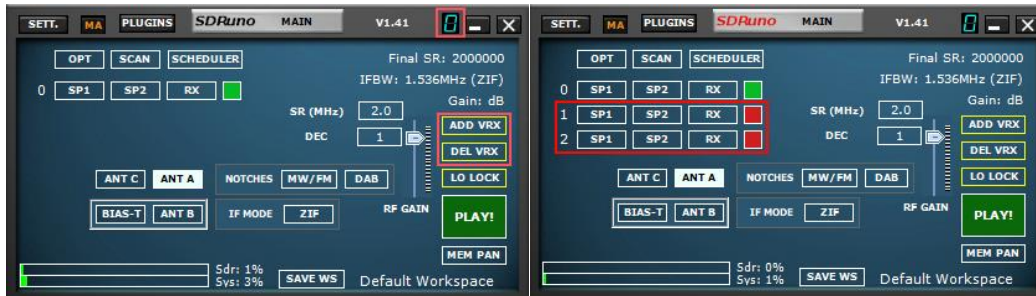 SETT. MA PLUGINS SDRuno MAIN V1.41 0
OPT SCAN SCHEDULER Final SR: 2000000
IFBW: 1.536MHz (ZIF)
0 SP1 SP2 RX Gain: dB
SR (MHz) 2.0
ADD VRX
DEC 1
DEL VRX
ANT C ANT A NOTCHES MW/FM DAB LO LOCK
BIAS-T ANT B IF MODE ZIF RF GAIN PLAY!
MEM PAN
Sdr: 1%
Sys: 3% SAVE WS Default Workspace
SETT. MA PLUGINS SDRuno MAIN V1.41 0
OPT SCAN SCHEDULER Final SR: 2000000
IFBW: 1.536MHz (ZIF)
0 SP1 SP2 RX Gain: dB
1 SP1 SP2 RX SR (MHz) 2.0
ADD VRX
2 SP1 SP2 RX DEC 1
DEL VRX
ANT C ANT A NOTCHES MW/FM DAB LO LOCK
BIAS-T ANT B IF MODE ZIF RF GAIN PLAY!
MEM PAN
Sdr: 0%
Sys: 1% SAVE WS Default Workspace